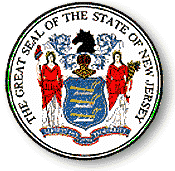 THE GREAT SEAL OF THE STATE OF NEW JERSEY